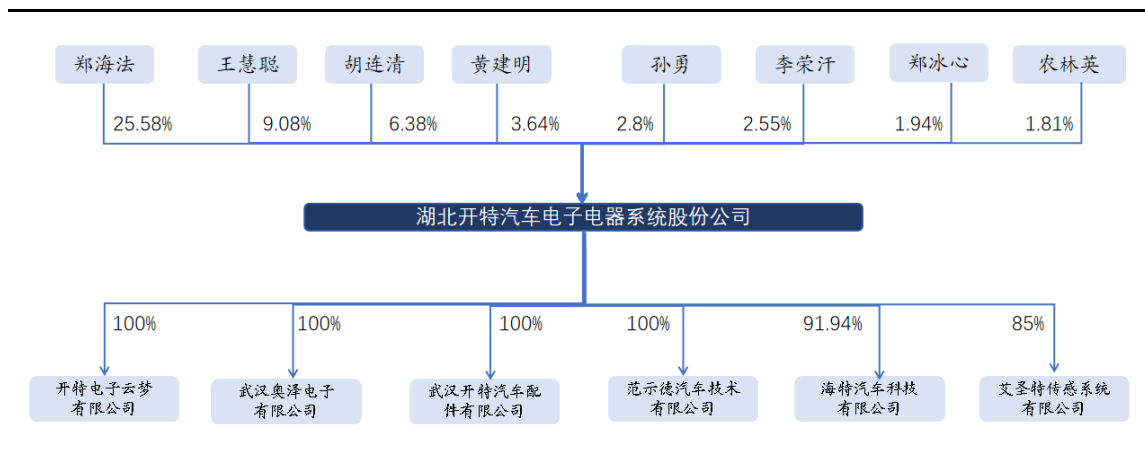 郑海法 王慧聪 胡连清 黄建明 孙勇 李荣汗 郑冰心 农林英
25.58% 9.08% 6.38% 3.64% 2.8% 2.55% 1.94% 1.81%
湖北开特汽车电子电器系统股份公司
100% 100% 100% 100% 91.94% 85%
开特电子云梦
有限公司
武汉奥泽电子
有限公司
武汉开特汽车配
件有限公司
范示德汽车技术
有限公司
海特汽车科技
有限公司
艾圣特传感系统
有限公司